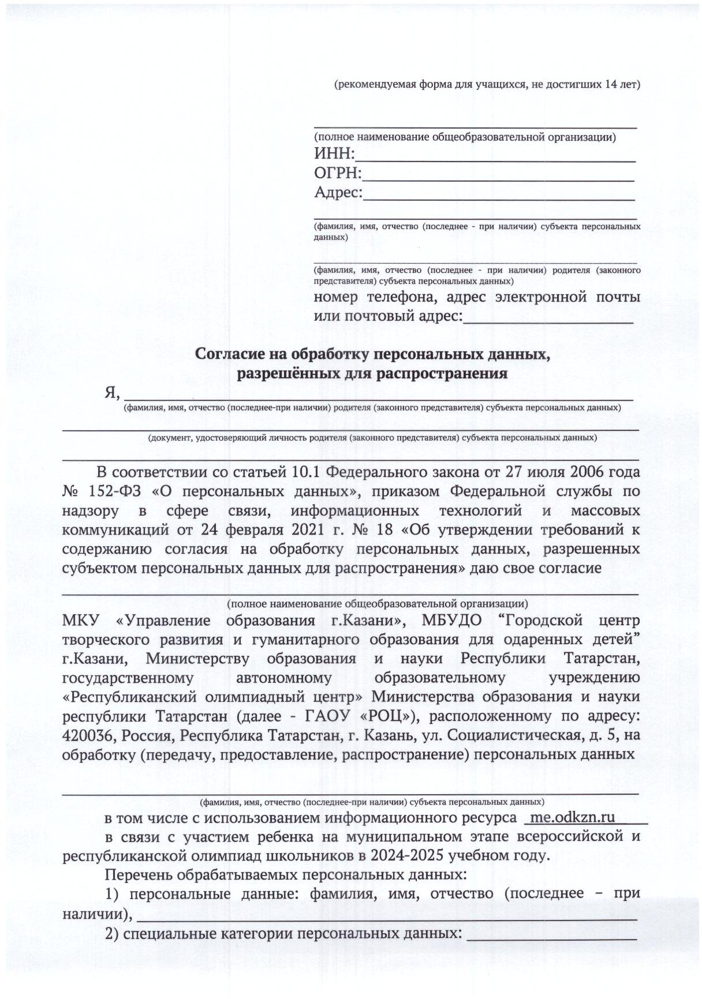 (рекомендуемая форма для учащихся, не достигших 14 лет)
(полное наименование общеобразовательной организации)
ИНН:
ОГРН:
Адрес:
(фамилия, имя, отчество (последнее - при наличии) субъекта персональных
данных)
(фамилия, имя, отчество (последнее - при наличии) родителя (законного
представителя) субъекта персональных данных)
номер телефона, адрес электронной почты
или почтовый адрес:
Согласие на обработку персональных данных,
разрешённых для распространения
Я,
(фамилия, имя, отчество (последнее-при наличии) родителя (законного представителя) субъекта персональных данных)
(документ, удостоверяющий личность родителя (законного представителя) субъекта персональных данных)
В соответствии со статьей 10.1 Федерального закона от 27 июля 2006 года
№ 152-ФЗ «О персональных данных», приказом Федеральной службы по
надзору в сфере связи, информационных технологий и массовых
коммуникаций от 24 февраля 2021 г. № 18 «Об утверждении требований к
содержанию согласия на обработку персональных данных, разрешенных
субъектом персональных данных для распространения» даю свое согласие
(полное наименование общеобразовательной организации)
МКУ «Управление образования г.Казани», МБУДО “Городской центр
творческого развития и гуманитарного образования для одаренных детей”
г.Казани, Министерству образования и науки Республики Татарстан,
государственному автономному образовательному учреждению
«Республиканский олимпиадный центр» Министерства образования и науки
республики Татарстан (далее - ГАОУ «РОЦ»), расположенному по адресу:
420036, Россия, Республика Татарстан, г. Казань, ул. Социалистическая, д. 5, на
обработку (передачу, предоставление, распространение) персональных данных
(фамилия, имя, отчество (последнее-при наличии) субъекта персональных данных)
в том числе с использованием информационного ресурса me.odkzn.ru
в связи с участием ребенка на муниципальном этапе всероссийской и
республиканской олимпиад школьников в 2024-2025 учебном году.
Перечень обрабатываемых персональных данных:
1) персональные данные: фамилия, имя, отчество (последнее – при
наличии),
2) специальные категории персональных данных: